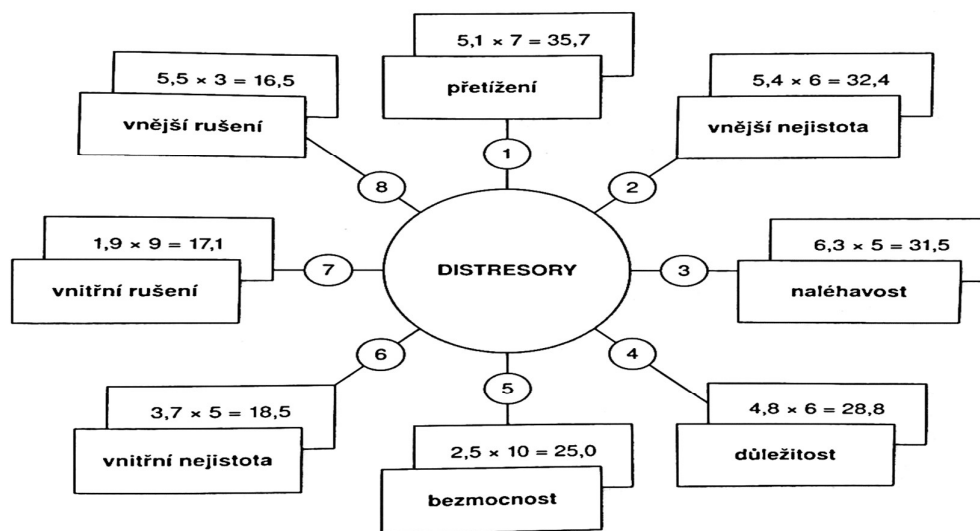 5,1 × 7 = 35,7
přetížení
1
5,4 × 6 = 32,4
vnější nejistota
2
6,3 × 5 = 31,5
naléhavost
3
4,8 × 6 = 28,8
důležitost
4
2,5 × 10 = 25,0
bezmocnost
5
3,7 × 5 = 18,5
vnitřní nejistota
6
1,9 × 9 = 17,1
vnitřní rušení
7
5,5 × 3 = 16,5
vnější rušení
8
DISTRESORY